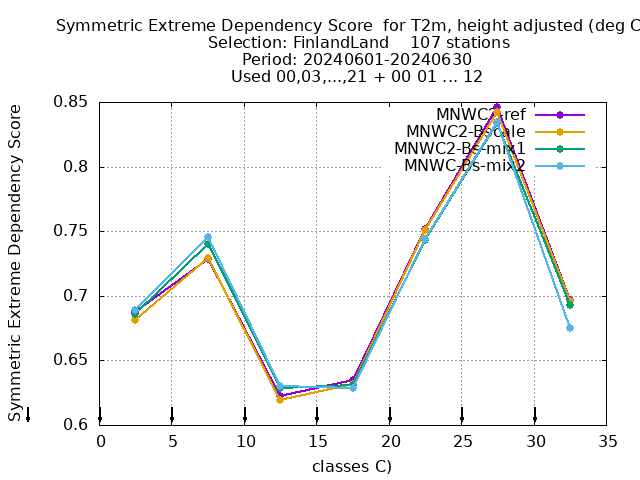 Symmetric Extreme Dependency Score for T2m, height adjusted (deg C
Selection: FinlandLand 107 stations
Period: 20240601-20240630
Used 00,03,...,21 + 00 01 ... 12
Symmetric Extreme Dependency Score
0.85
0.8
0.75
0.7
0.65
0.6
MNWC2-ref
MNWC2-Bscale
MNWC2-Bs-mix1
MNWC-Bs-mix2
0 5 10 15 20 25 30 35
classes C)